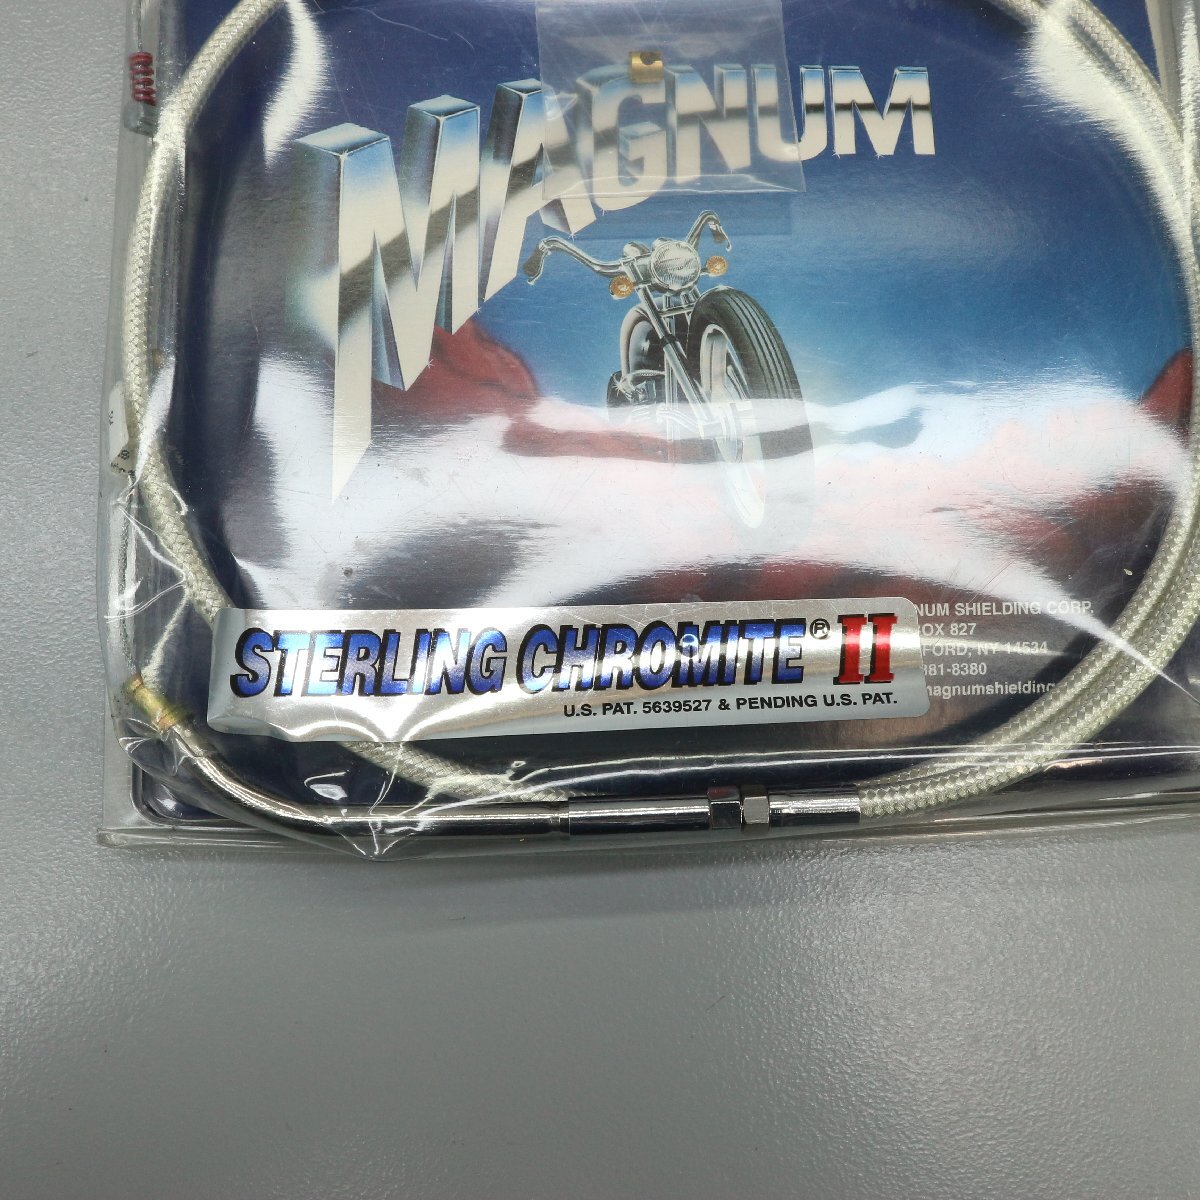 MAGNUM
STERLING CHROMITE® II
U.S. PAT. 5639527 & PENDING U.S. PAT.
NUM SHIELDING CORP.
OX 827
FORD, NY 14534
381-8380
magnumshielding